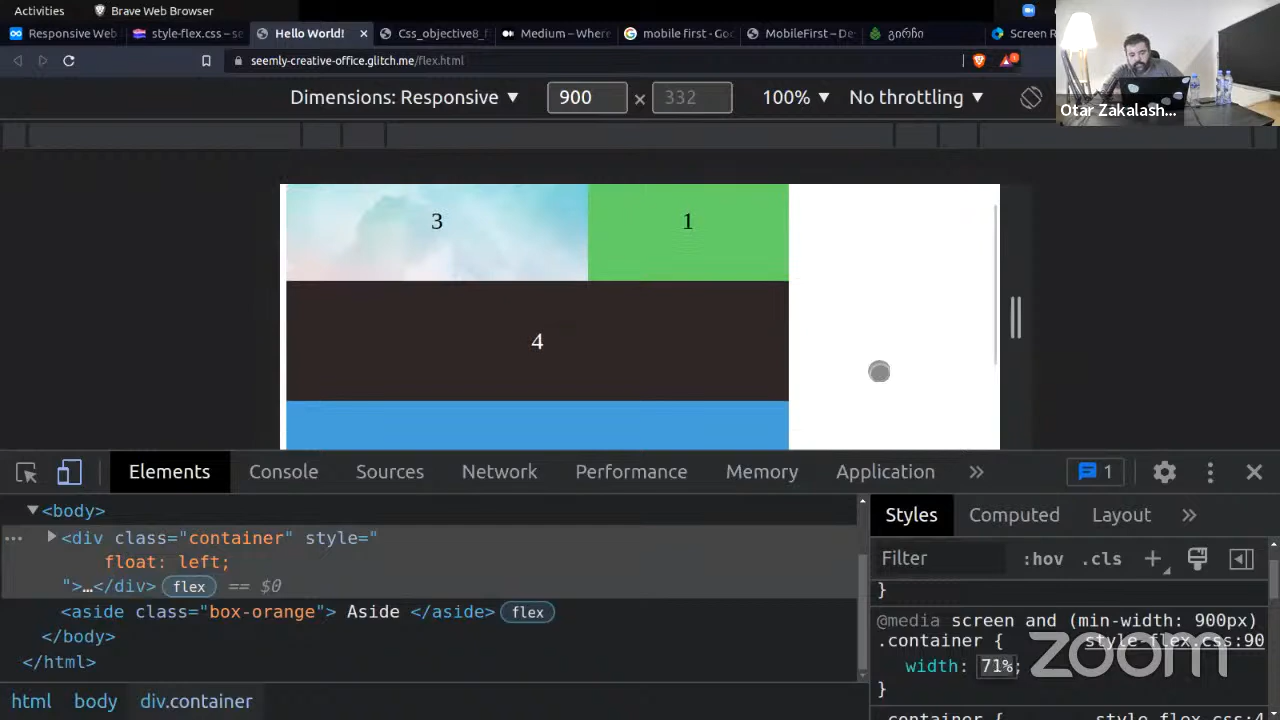 Activities
Brave Web Browser
Responsive Web
style-flex.css – se
Hello World!
Css_objective8_f
Medium – Where
mobile first - Goo
MobileFirst – De
გირჩი
Screen R
seemly-creative-office.glitch.me/flex.html
Dimensions: Responsive
900 × 332
100%
No throttling
Otar Zakalash...
3
1
4
Elements
Console
Sources
Network
Performance
Memory
Application
»
1
<body>
<div class="container" style="
float: left;
">…</div>
flex
== $0
<aside class="box-orange"> Aside </aside>
flex
</body>
</html>
html
body
div.container
Styles
Computed
Layout
»
Filter
:hov
.cls
}
@media screen and (min-width: 900px)
.container {
style-flex.css:90
width: 71%;
}
zoom